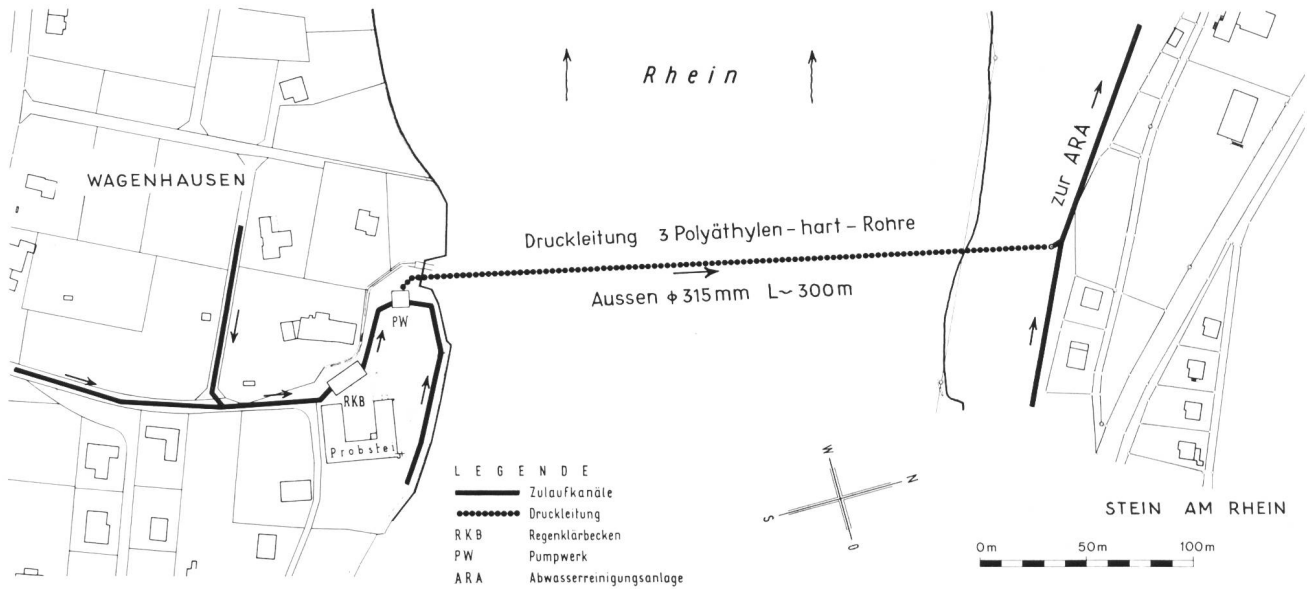 Rhein
WAGENHAUSEN
zur ARA
Druckleitung 3 Polyäthylen-hart-Rohre
Aussen ϕ 315mm L~300m
PW
RKB
Probstei
LEGENDE
Zulaufkanäle
Druckleitung
RKB Regenklärbecken
PW Pumpwerk
ARA Abwasserreinigungsanlage
W
N
S
O
STEIN AM RHEIN
0m 50m 100m